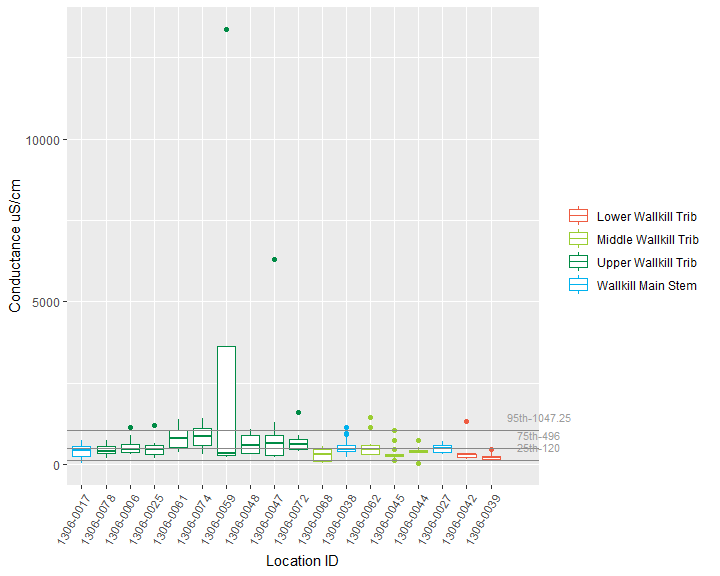 Conductance uS/cm
10000
5000
0
95th-1047.25
75th-496
25th-120
1306-0017
1306-0078
1306-0006
1306-0025
1306-0061
1306-0074
1306-0059
1306-0048
1306-0047
1306-0072
1306-0068
1306-0038
1306-0062
1306-0045
1306-0044
1306-0027
1306-0042
1306-0039
Location ID
Lower Wallkill Trib
Middle Wallkill Trib
Upper Wallkill Trib
Wallkill Main Stem